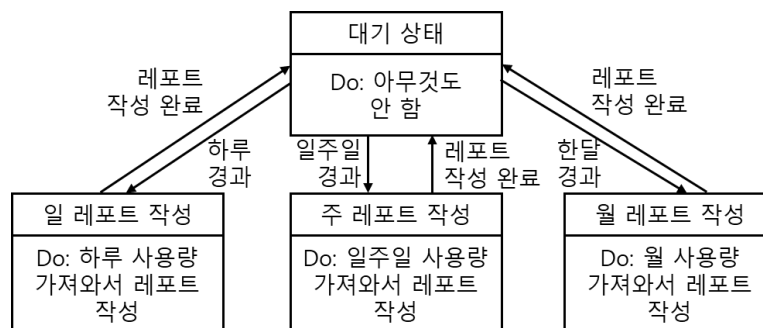 대기 상태
Do: 아무것도
안 함
레포트
작성 완료
하루
경과
일주일
경과
레포트
작성 완료
한달
경과
레포트
작성 완료
일 레포트 작성
Do: 하루 사용량
가져와서 레포트
작성
주 레포트 작성
Do: 일주일 사용량
가져와서 레포트
작성
월 레포트 작성
Do: 월 사용량
가져와서 레포트
작성